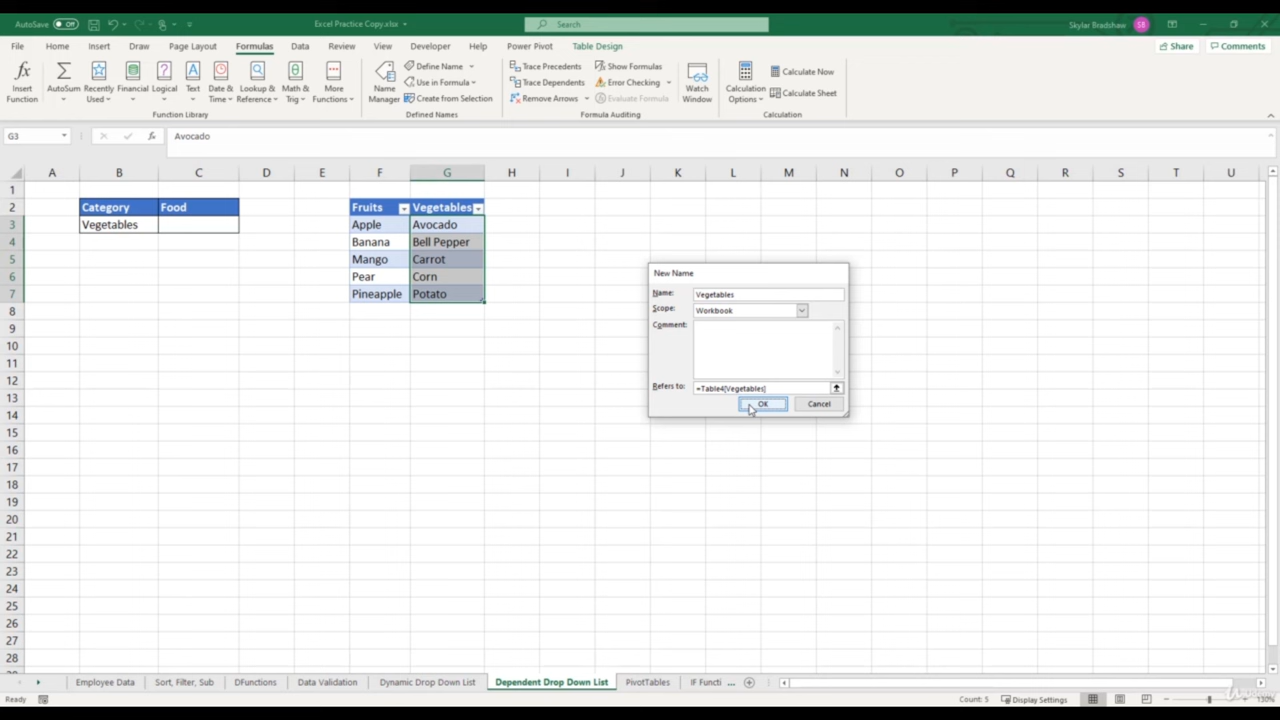 AutoSave Off Excel Practice Copy.xlsx Search Skylar Bradshaw SB
File Home Insert Draw Page Layout Formulas Data Review View Developer Help Power Pivot Table Design Share Comments
Insert Function
AutoSum
Recently Used
Financial
Logical
Text
Date & Time
Lookup & Reference
Math & Trig
More Functions
Function Library
Name Manager
Define Name
Use in Formula
Create from Selection
Defined Names
Trace Precedents
Trace Dependents
Remove Arrows
Show Formulas
Error Checking
Evaluate Formula
Formula Auditing
Watch Window
Calculation Options
Calculate Now
Calculate Sheet
Calculation
G3 fx Avocado
A B C D E F G H I J K L M N O P Q R S T U
1
2 Category Food Fruits Vegetables
3 Vegetables Apple Avocado
4 Banana Bell Pepper
5 Mango Carrot
6 Pear Corn
7 Pineapple Potato
8
9
10
11
12
13
14
15
16
17
18
19
20
21
22
23
24
25
26
27
28
New Name
Name: Vegetables
Scope: Workbook
Comment:
Refers to: =Table4[Vegetables]
OK Cancel
Employee Data Sort, Filter, Sub DFunctions Data Validation Dynamic Drop Down List Dependent Drop Down List PivotTables IF Functi ...
Ready Count: 5 Display Settings 130%